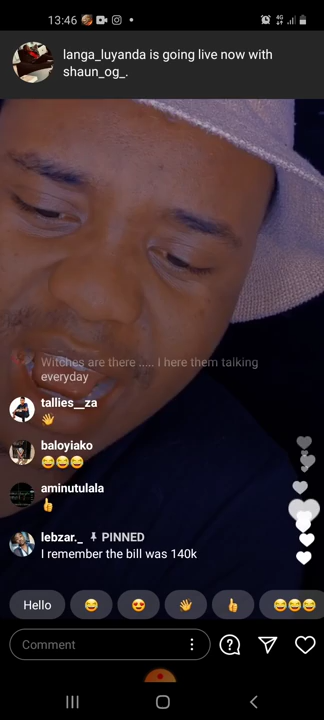 13:46
4G
langa_luyanda is going live now with
shaun_og_.
Witches are there ..... I here them talking
everyday
tallies__za
👋
baloyiako
😂😂😂
aminutulala
👍
lebzar._ PINNED
I remember the bill was 140k
Hello 😂 😍 👋 👍 😂😂😂
Comment